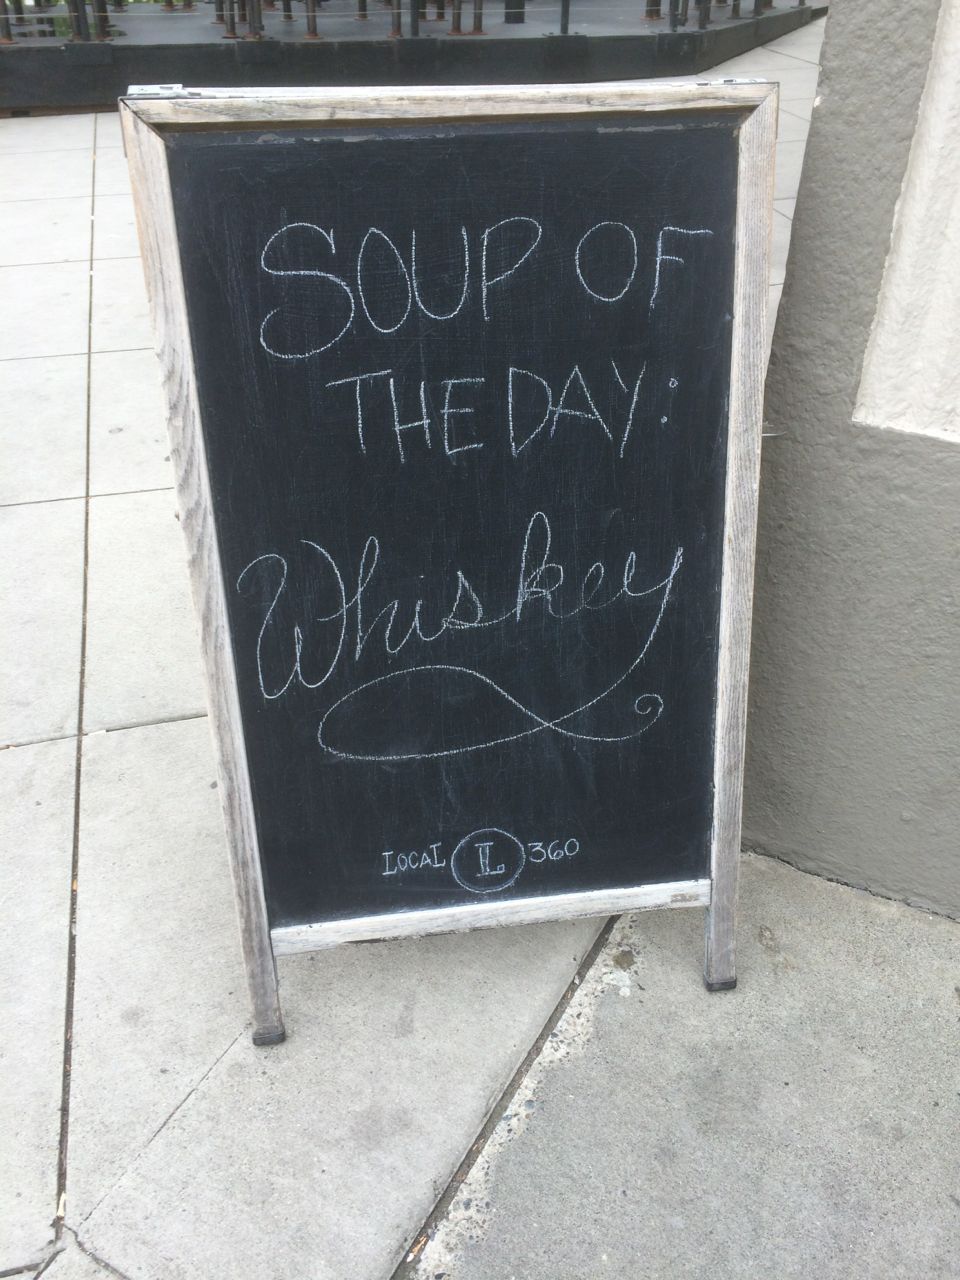 SOUP OF
THE DAY:
Whiskey
LOCAL L 360